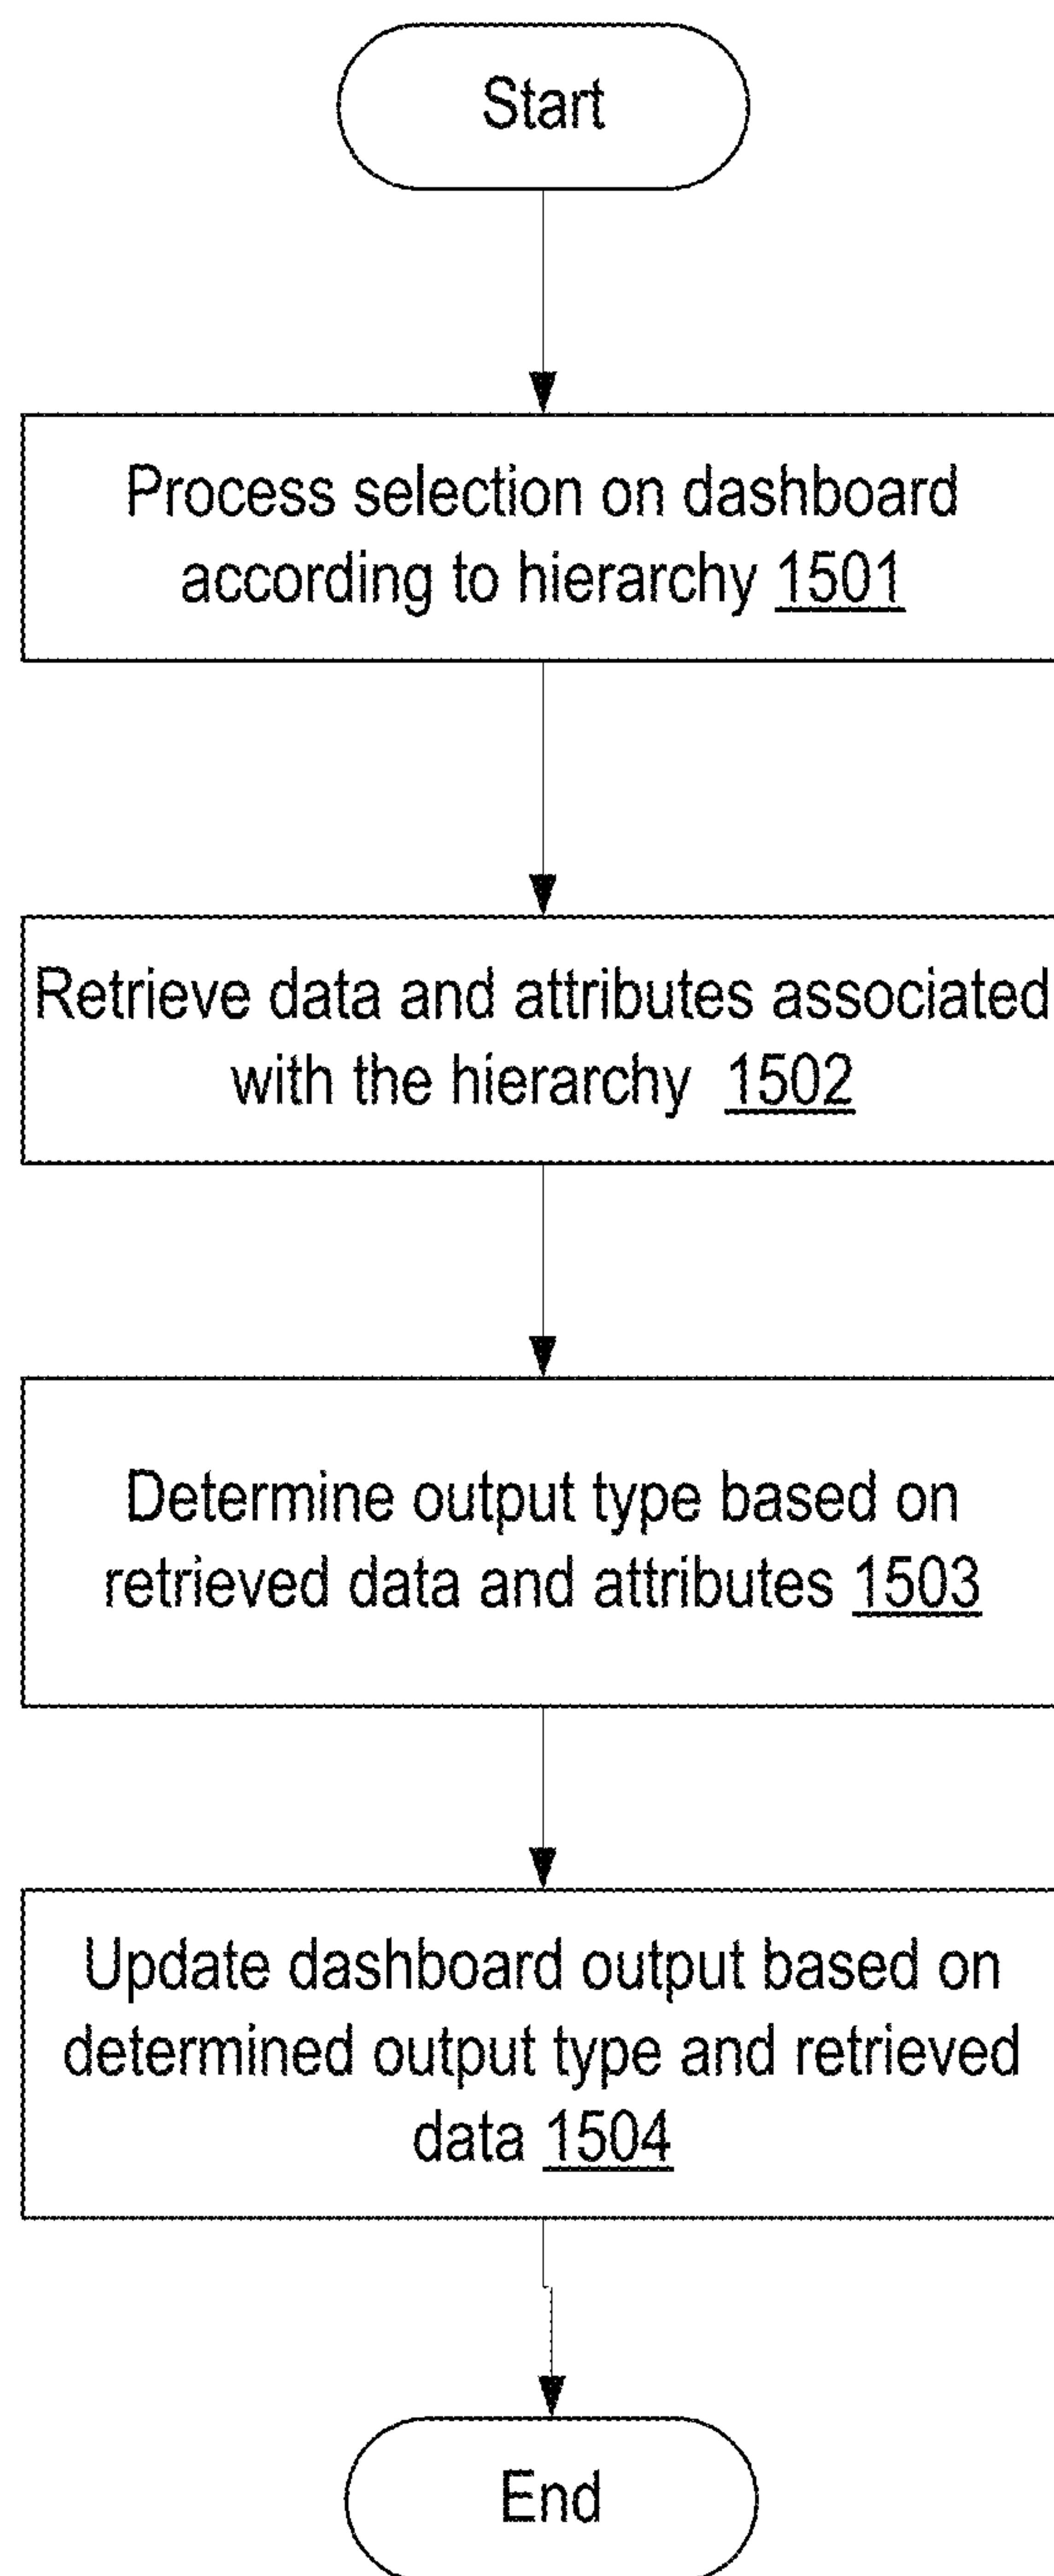 Start
Process selection on dashboard
according to hierarchy 1501
Retrieve data and attributes associated
with the hierarchy 1502
Determine output type based on
retrieved data and attributes 1503
Update dashboard output based on
determined output type and retrieved
data 1504
End